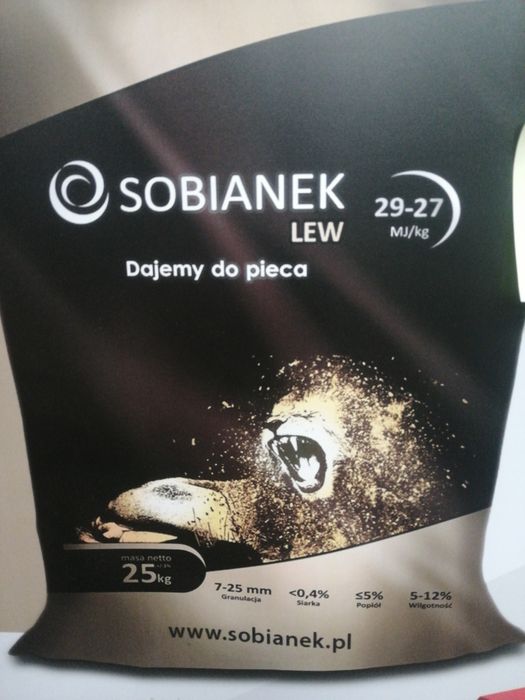 SOBIANEK
LEW
29-27
MJ/kg
Dajemy do pieca
masa netto
25kg
+/- 3%
7-25 mm
Granulacja
<0,4%
Siarka
≤5%
Popiół
5-12%
Wilgotność
www.sobianek.pl